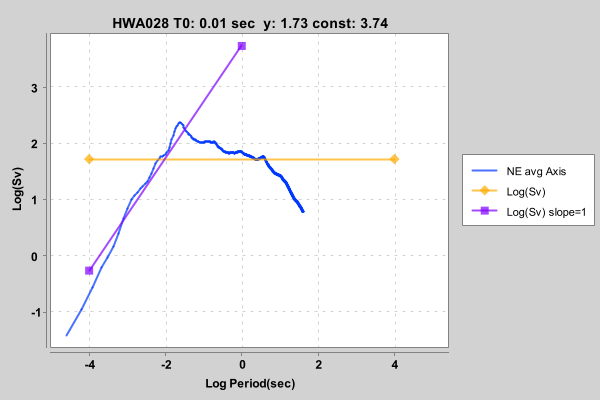 HWA028 T0: 0.01 sec y: 1.73 const: 3.74
Log(Sv)
3
2
1
0
-1
-4
-2
0
2
4
Log Period(sec)
NE avg Axis
Log(Sv)
Log(Sv) slope=1